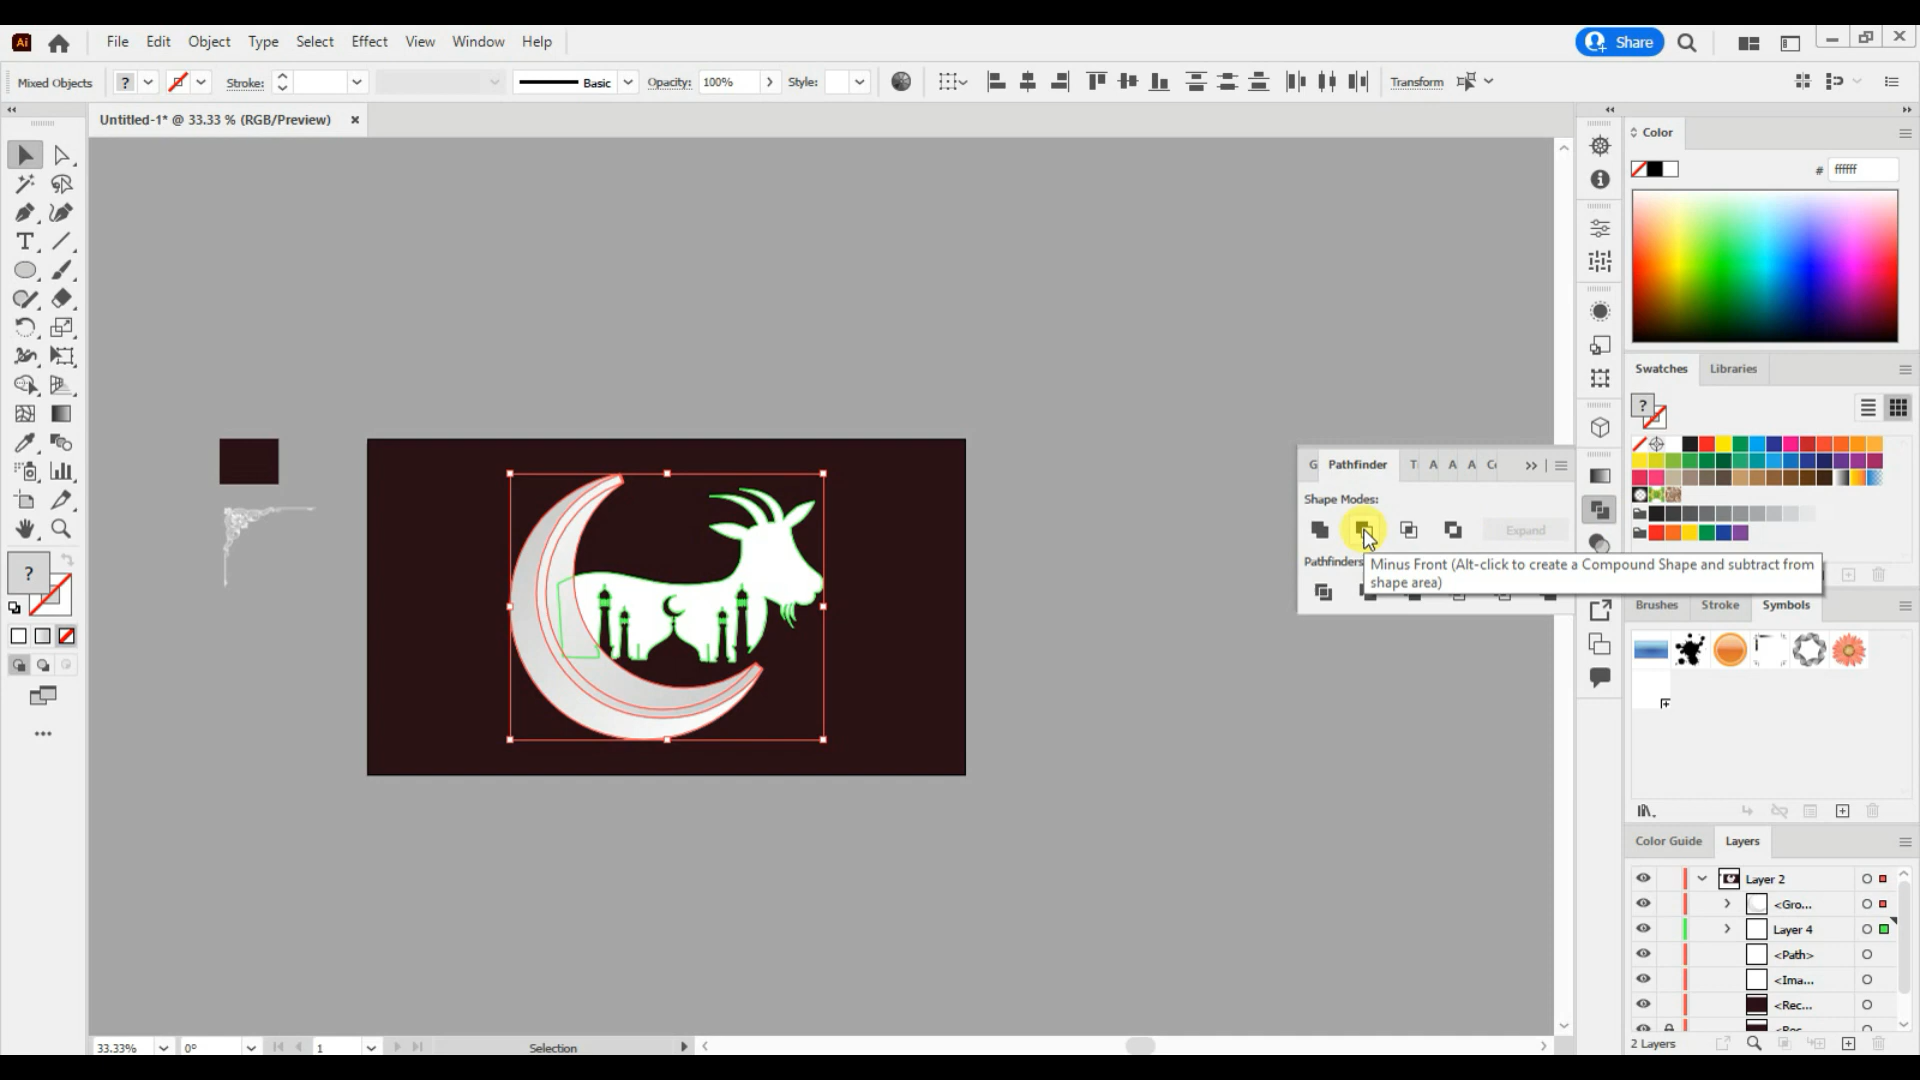 Ai File Edit Object Type Select Effect View Window Help Share
Mixed Objects ? Stroke: Basic Opacity: 100% Style: Transform
Untitled-1* @ 33.33 % (RGB/Preview)
Color
# ffffff
Swatches Libraries
?
G Pathfinder T A A A Cc
Shape Modes:
Expand
Pathfinders
Minus Front (Alt-click to create a Compound Shape and subtract from
shape area)
?
Brushes Stroke Symbols
Color Guide Layers
Layer 2
<Gro...
Layer 4
<Path>
<Ima...
<Rec...
2 Layers
33.33% 0° 1 Selection